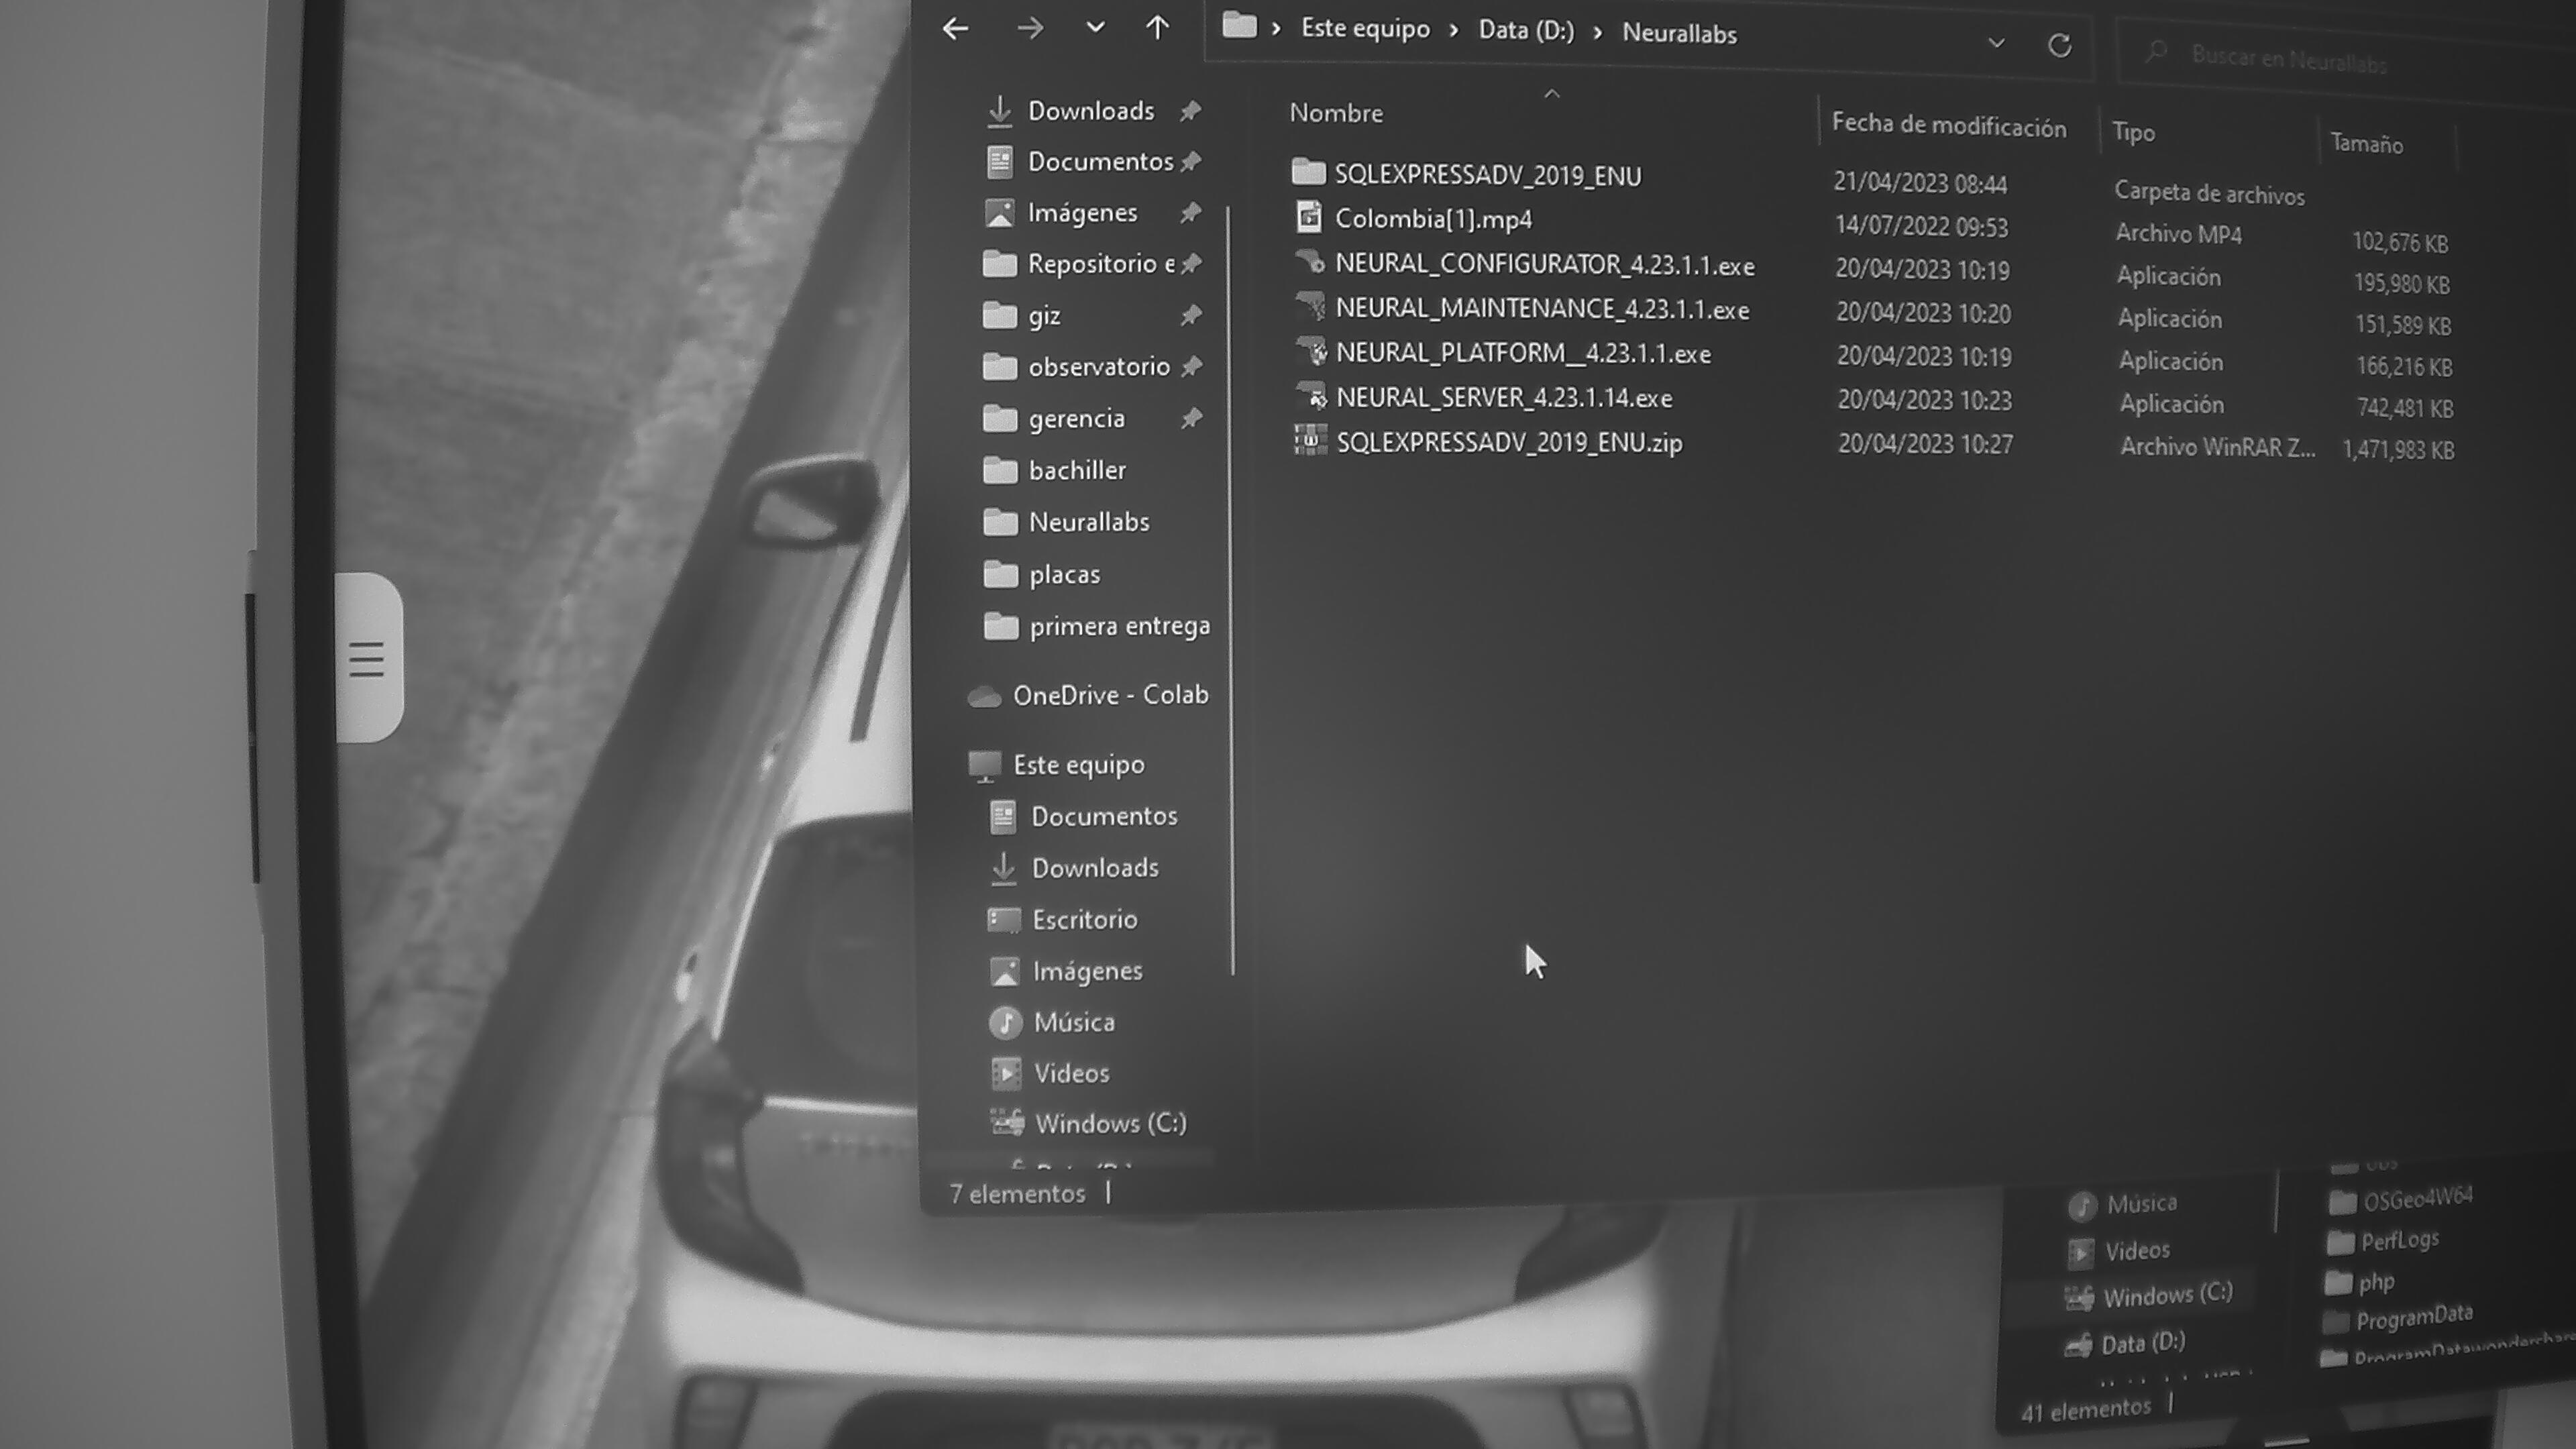 Este equipo > Data (D:) > Neurallabs
Buscar en Neurallabs
Downloads
Documentos
Imágenes
Repositorio e
giz
observatorio
gerencia
bachiller
Neurallabs
placas
primera entrega
OneDrive - Colab
Este equipo
Documentos
Downloads
Escritorio
Imágenes
Música
Videos
Windows (C:)
7 elementos
Nombre Fecha de modificación Tipo Tamaño
SQLEXPRESSADV_2019_ENU 21/04/2023 08:44 Carpeta de archivos
Colombia[1].mp4 14/07/2022 09:53 Archivo MP4 102,676 KB
NEURAL_CONFIGURATOR_4.23.1.1.exe 20/04/2023 10:19 Aplicación 195,980 KB
NEURAL_MAINTENANCE_4.23.1.1.exe 20/04/2023 10:20 Aplicación 151,589 KB
NEURAL_PLATFORM__4.23.1.1.exe 20/04/2023 10:19 Aplicación 166,216 KB
NEURAL_SERVER_4.23.1.14.exe 20/04/2023 10:23 Aplicación 742,481 KB
SQLEXPRESSADV_2019_ENU.zip 20/04/2023 10:27 Archivo WinRAR Z... 1,471,983 KB
Música
Videos
Windows (C:)
Data (D:)
41 elementos
OSGeo4W64
PerfLogs
php
ProgramData